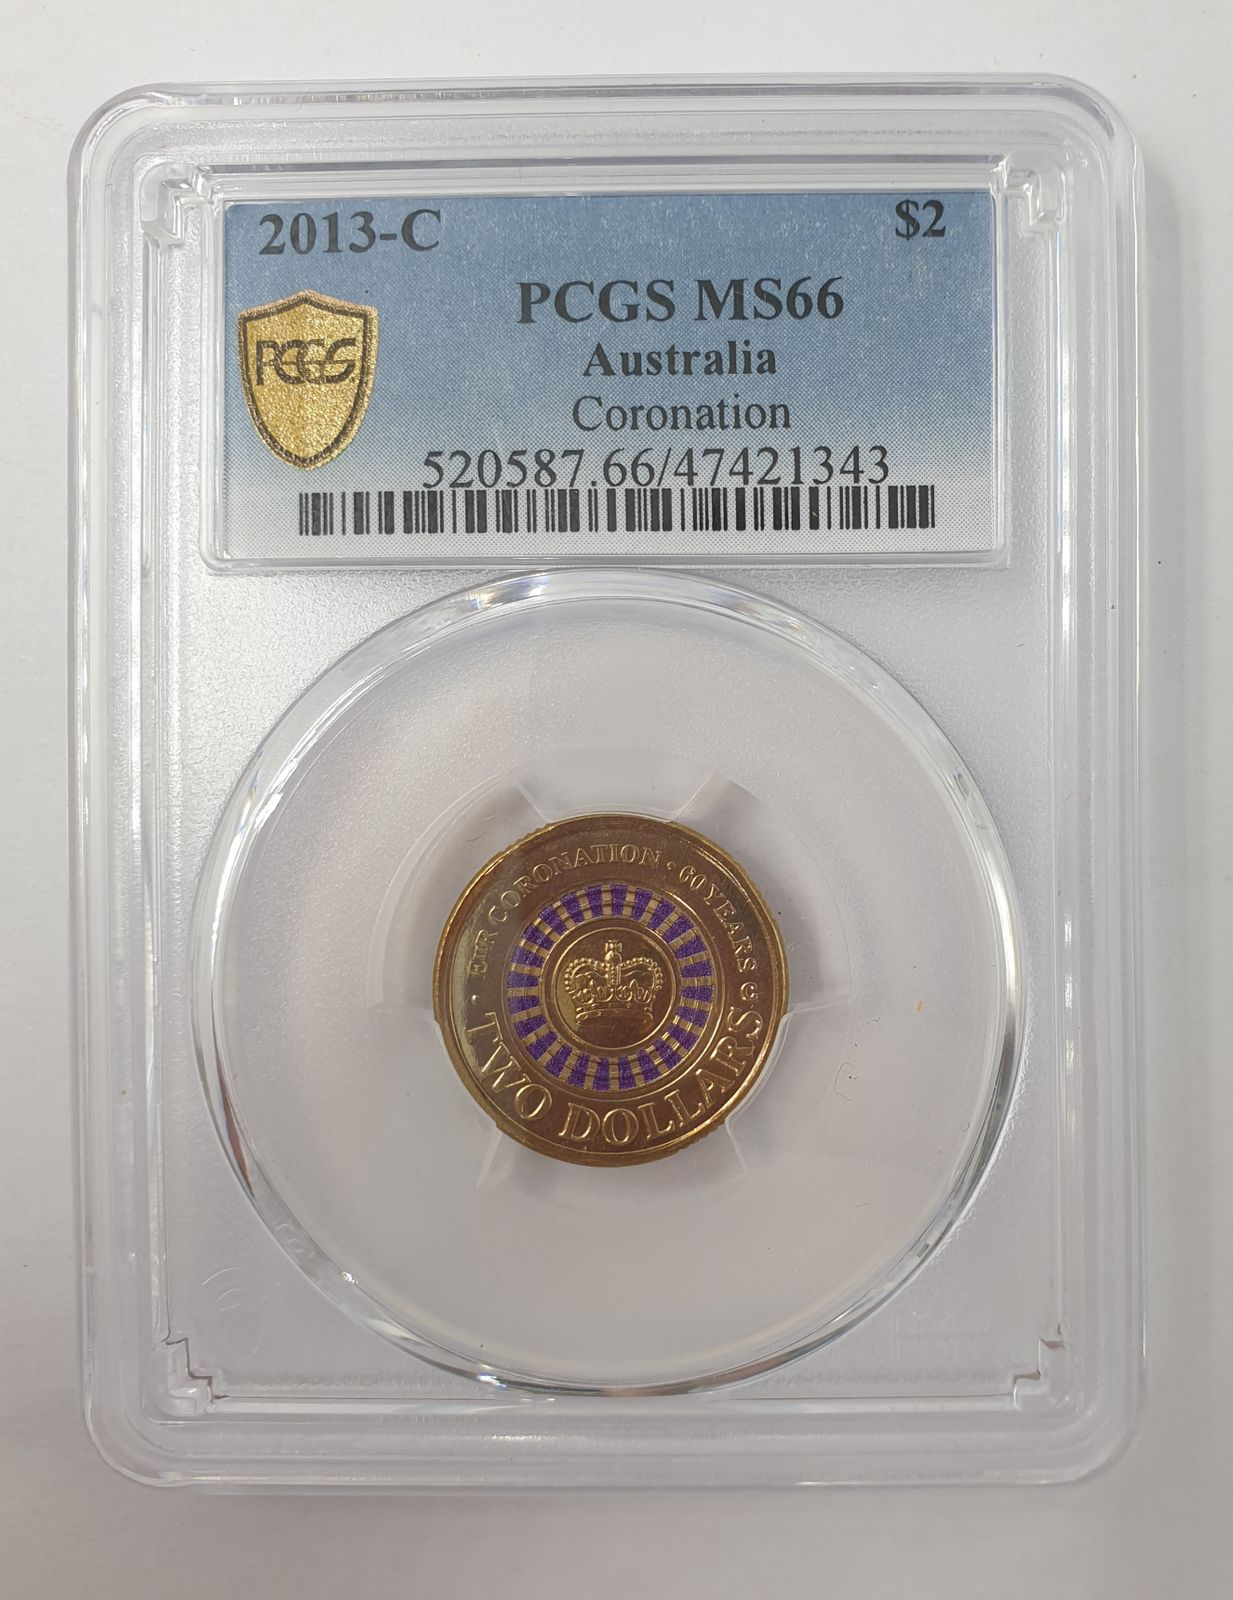 2013-C $2
PCGS MS66
PCGS
Australia
Coronation
520587.66/47421343
EIIR CORONATION · 60 YEARS C
TWO DOLLARS